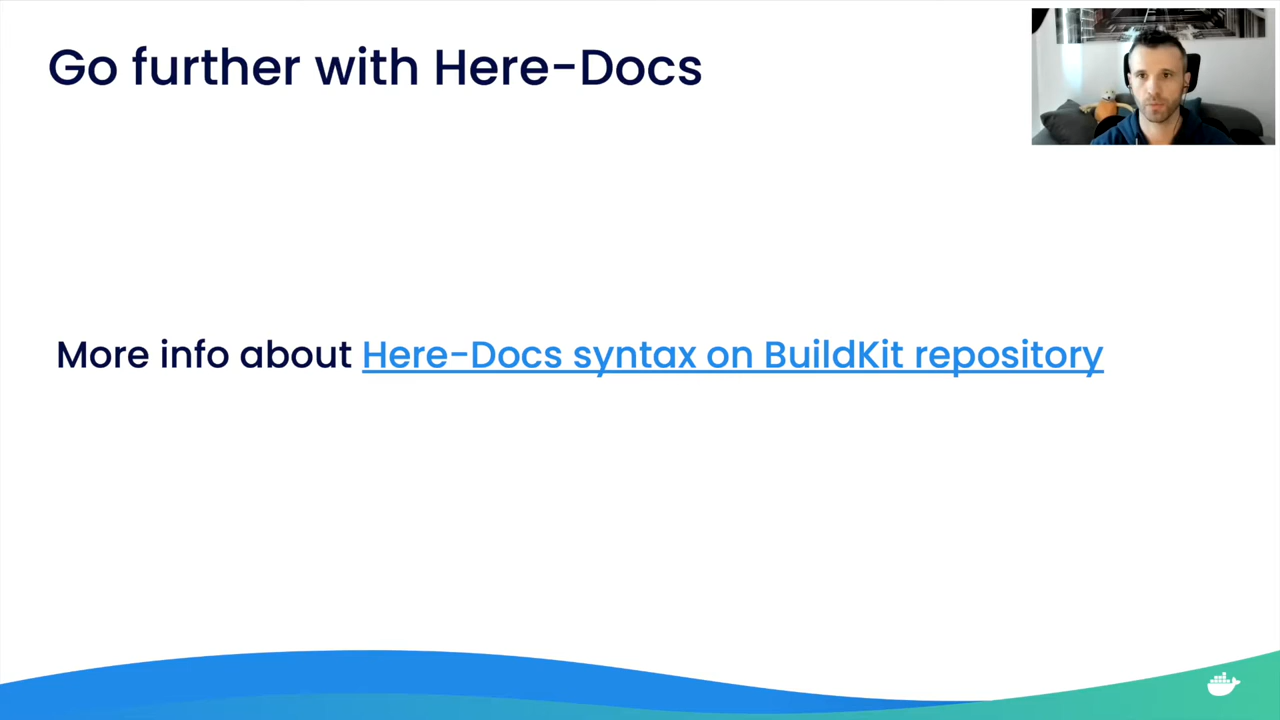 Go further with Here-Docs
More info about Here-Docs syntax on BuildKit repository